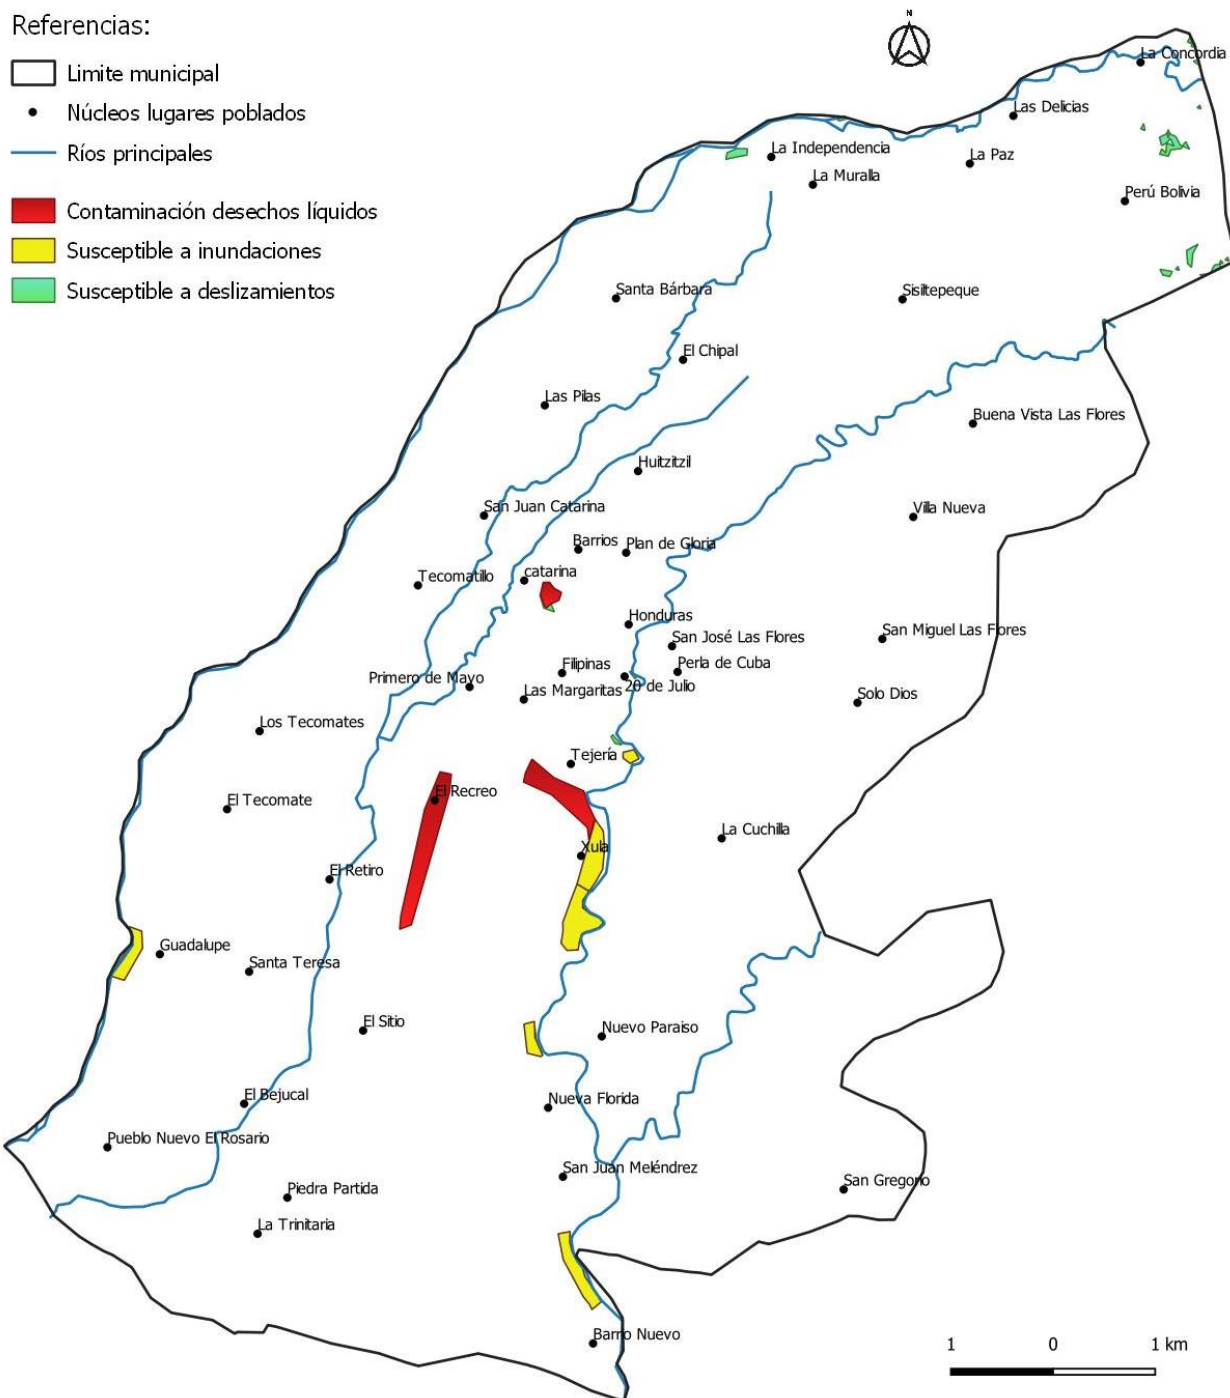 Referencias:
Limite municipal
Núcleos lugares poblados
Ríos principales
Contaminación desechos líquidos
Susceptible a inundaciones
Susceptible a deslizamientos
N
La Concordia
Las Delicias
La Independencia
La Paz
La Muralla
Perú Bolivia
Santa Bárbara
Sisiltepeque
El Chipal
Las Pilas
Buena Vista Las Flores
Huitzitzil
San Juan Catarina
Villa Nueva
Barrios
Plan de Gloria
Tecomatillo
catarina
Honduras
San Miguel Las Flores
San José Las Flores
Filipinas
Perla de Cuba
Primero de Mayo
20 de Julio
Las Margaritas
Solo Dios
Los Tecomates
Tejería
El Recreo
El Tecomate
La Cuchilla
Xula
El Retiro
Guadalupe
Santa Teresa
El Sitio
Nuevo Paraiso
El Bejucal
Nueva Florida
Pueblo Nuevo El Rosario
San Juan Meléndrez
San Gregorio
Piedra Partida
La Trinitaria
Barrio Nuevo
1 0 1 km